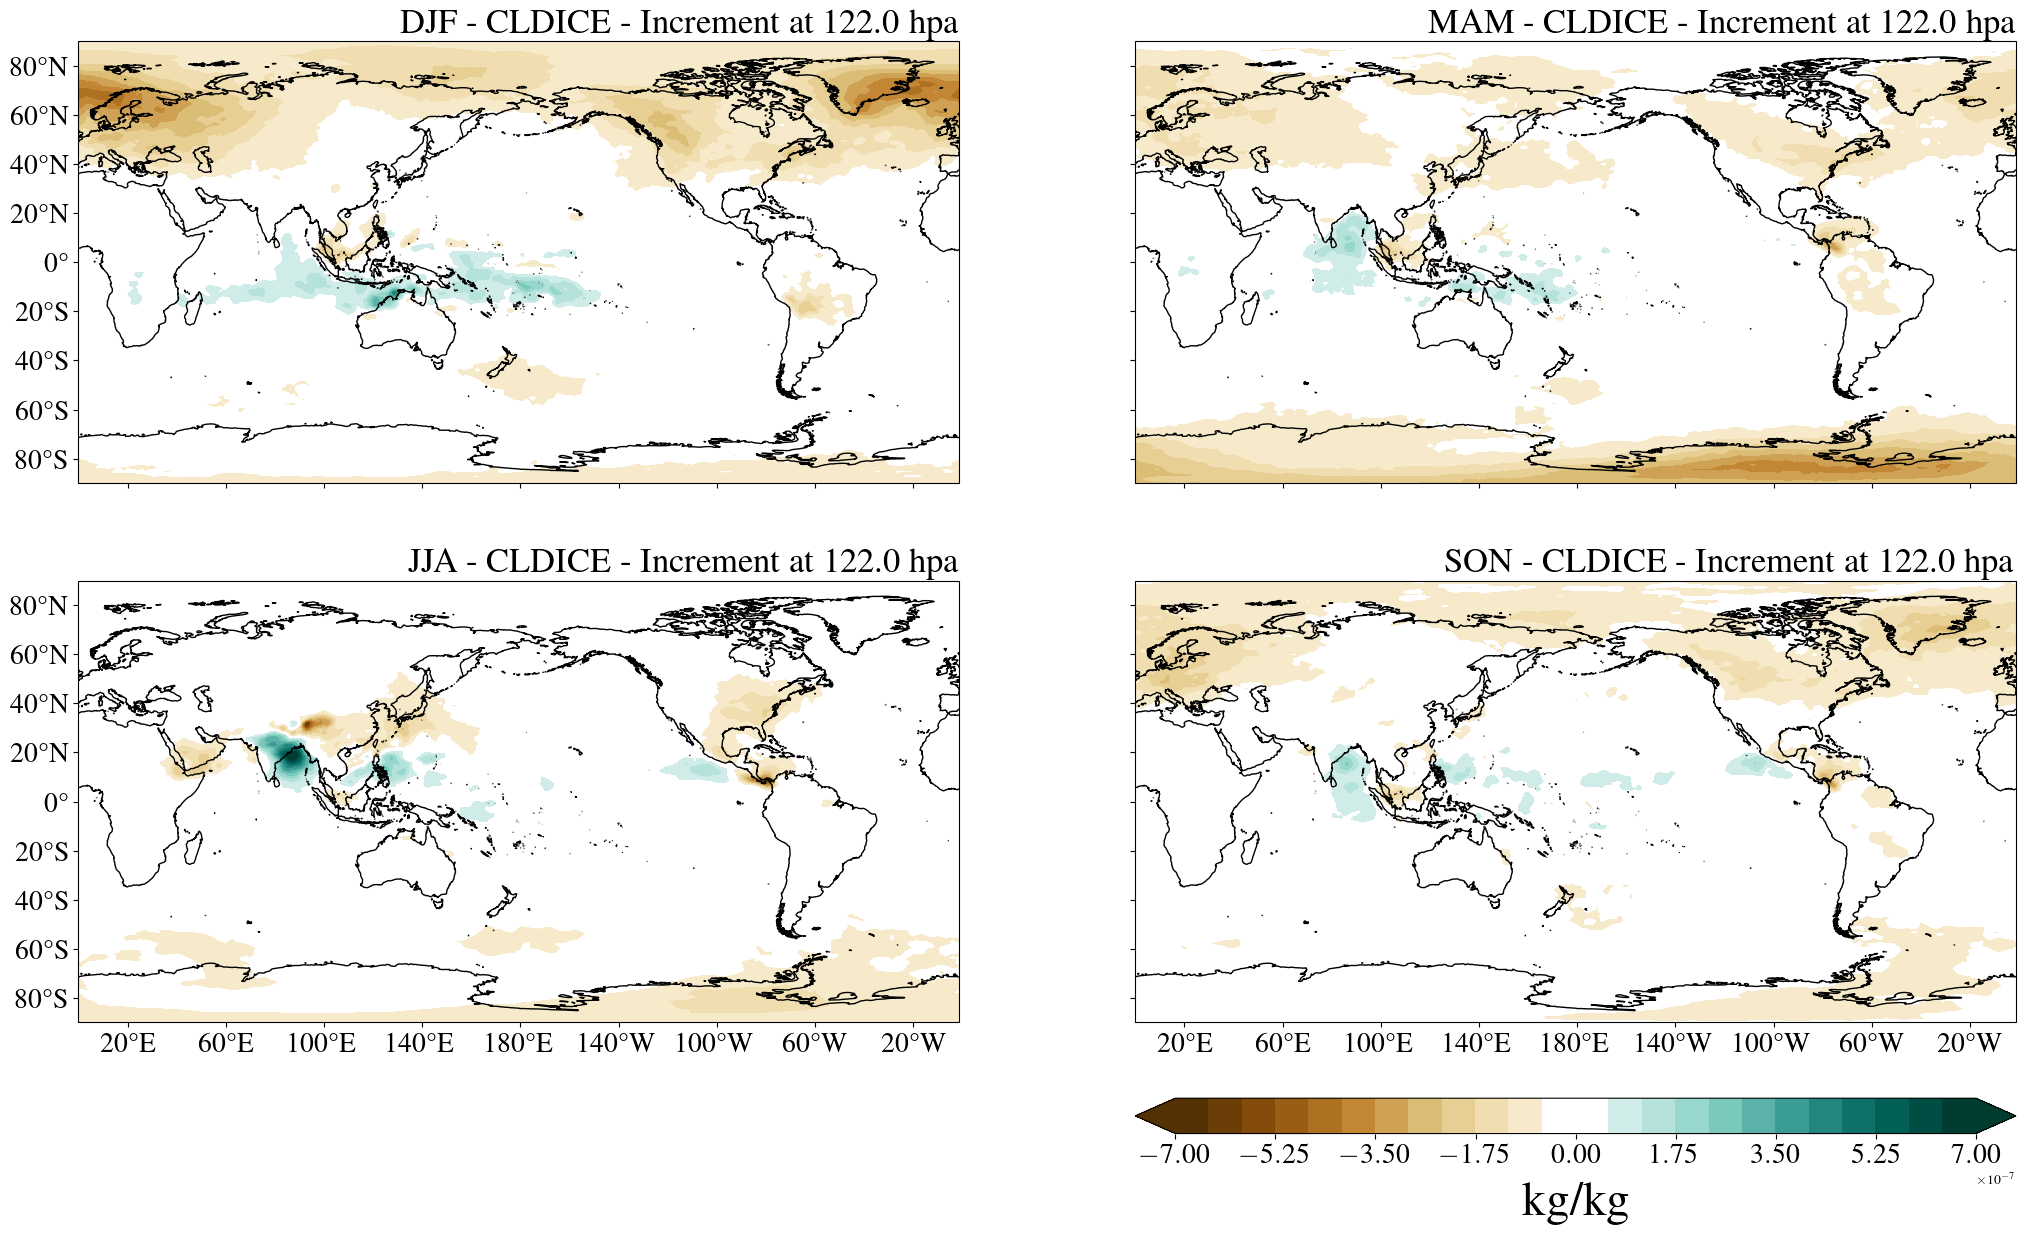 DJF - CLDICE - Increment at 122.0 hpa
MAM - CLDICE - Increment at 122.0 hpa
80°N
60°N
40°N
20°N
0°
20°S
40°S
60°S
80°S
JJA - CLDICE - Increment at 122.0 hpa
SON - CLDICE - Increment at 122.0 hpa
80°N
60°N
40°N
20°N
0°
20°S
40°S
60°S
80°S
20°E 60°E 100°E 140°E 180°E 140°W 100°W 60°W 20°W
20°E 60°E 100°E 140°E 180°E 140°W 100°W 60°W 20°W
−7.00 −5.25 −3.50 −1.75 0.00 1.75 3.50 5.25 7.00
×10⁻⁷
kg/kg